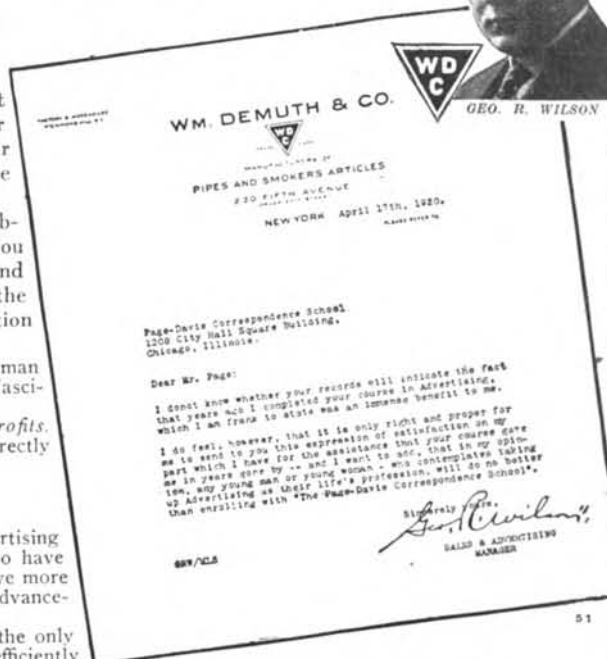 t
r
r
e
b-
ou
nd
the
tion
man
asci-
rofits.
rectly
rtising
o have
ve more
dvance-
the only
efficiently
WDC
GEO. R. WILSON
WM. DEMUTH & CO.
WDC
PIPES AND SMOKERS ARTICLES
230 FIFTH AVENUE
NEW YORK April 17th, 1920.
Page-Davis Correspondence School
1208 City Hall Square Building,
Chicago, Illinois.
Dear Mr. Page:
I donot know whether your records will indicate the fact
that years ago I completed your course in Advertising,
which I am frank to state was an immense benefit to me.
I do feel, however, that it is only right and proper for
me to send to you this expression of satisfaction on my
part which I have for the assistance that your course gave
me in years gone by -- and I want to add, that in my opin-
ion, any young man or young woman - who contemplates taking
up Advertising as their life's profession, will do no better
than enrolling with "The Page-Davis Correspondence School".
Sincerely yours,
Geo. R. Wilson
SALES & ADVERTISING
MANAGER
GRW/MLS
51